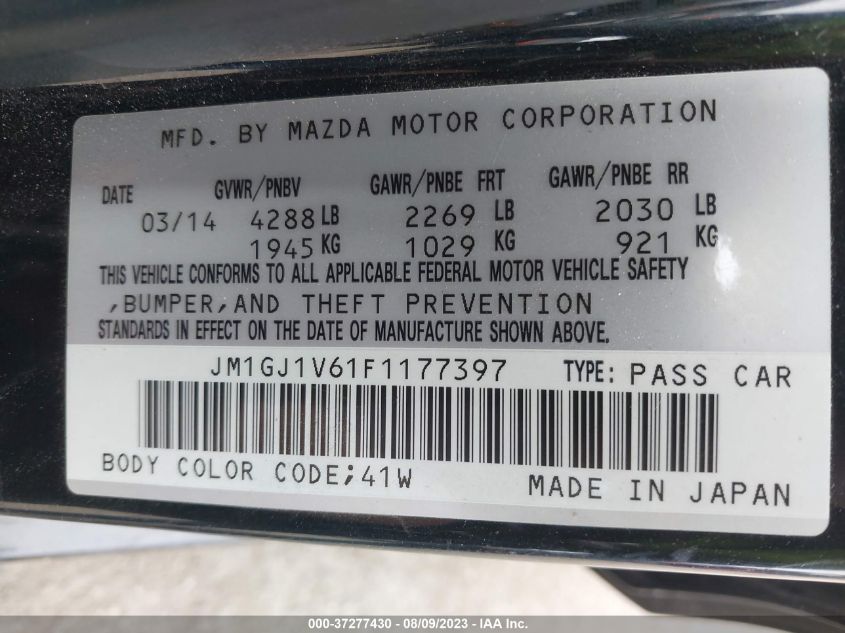 MFD. BY MAZDA MOTOR CORPORATION
DATE GVWR/PNBV GAWR/PNBE FRT GAWR/PNBE RR
03/14 4288 LB 2269 LB 2030 LB
1945 KG 1029 KG 921 KG
THIS VEHICLE CONFORMS TO ALL APPLICABLE FEDERAL MOTOR VEHICLE SAFETY
,BUMPER,AND THEFT PREVENTION
STANDARDS IN EFFECT ON THE DATE OF MANUFACTURE SHOWN ABOVE.
JM1GJ1V61F1177397 TYPE: PASS CAR
BODY COLOR CODE;41W
MADE IN JAPAN
000-37277430 - 08/09/2023 - IAA Inc.